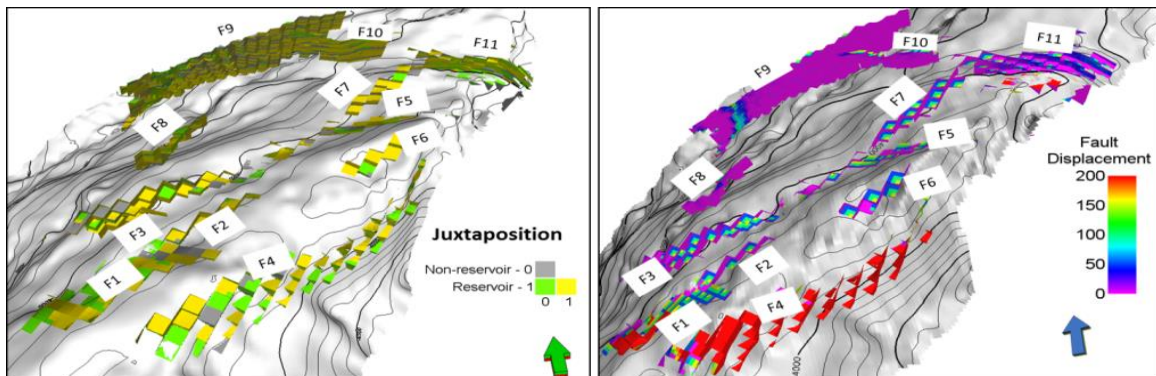 F9
F10
F11
F7
F8
F5
F6
F3
F2
F1
F4
Juxtaposition
Non-reservoir - 0
Reservoir - 1
0 1
F10
F11
F9
F7
F5
F8
F6
Fault
Displacement
200
150
100
50
0
F3
F2
F4
F1
4000